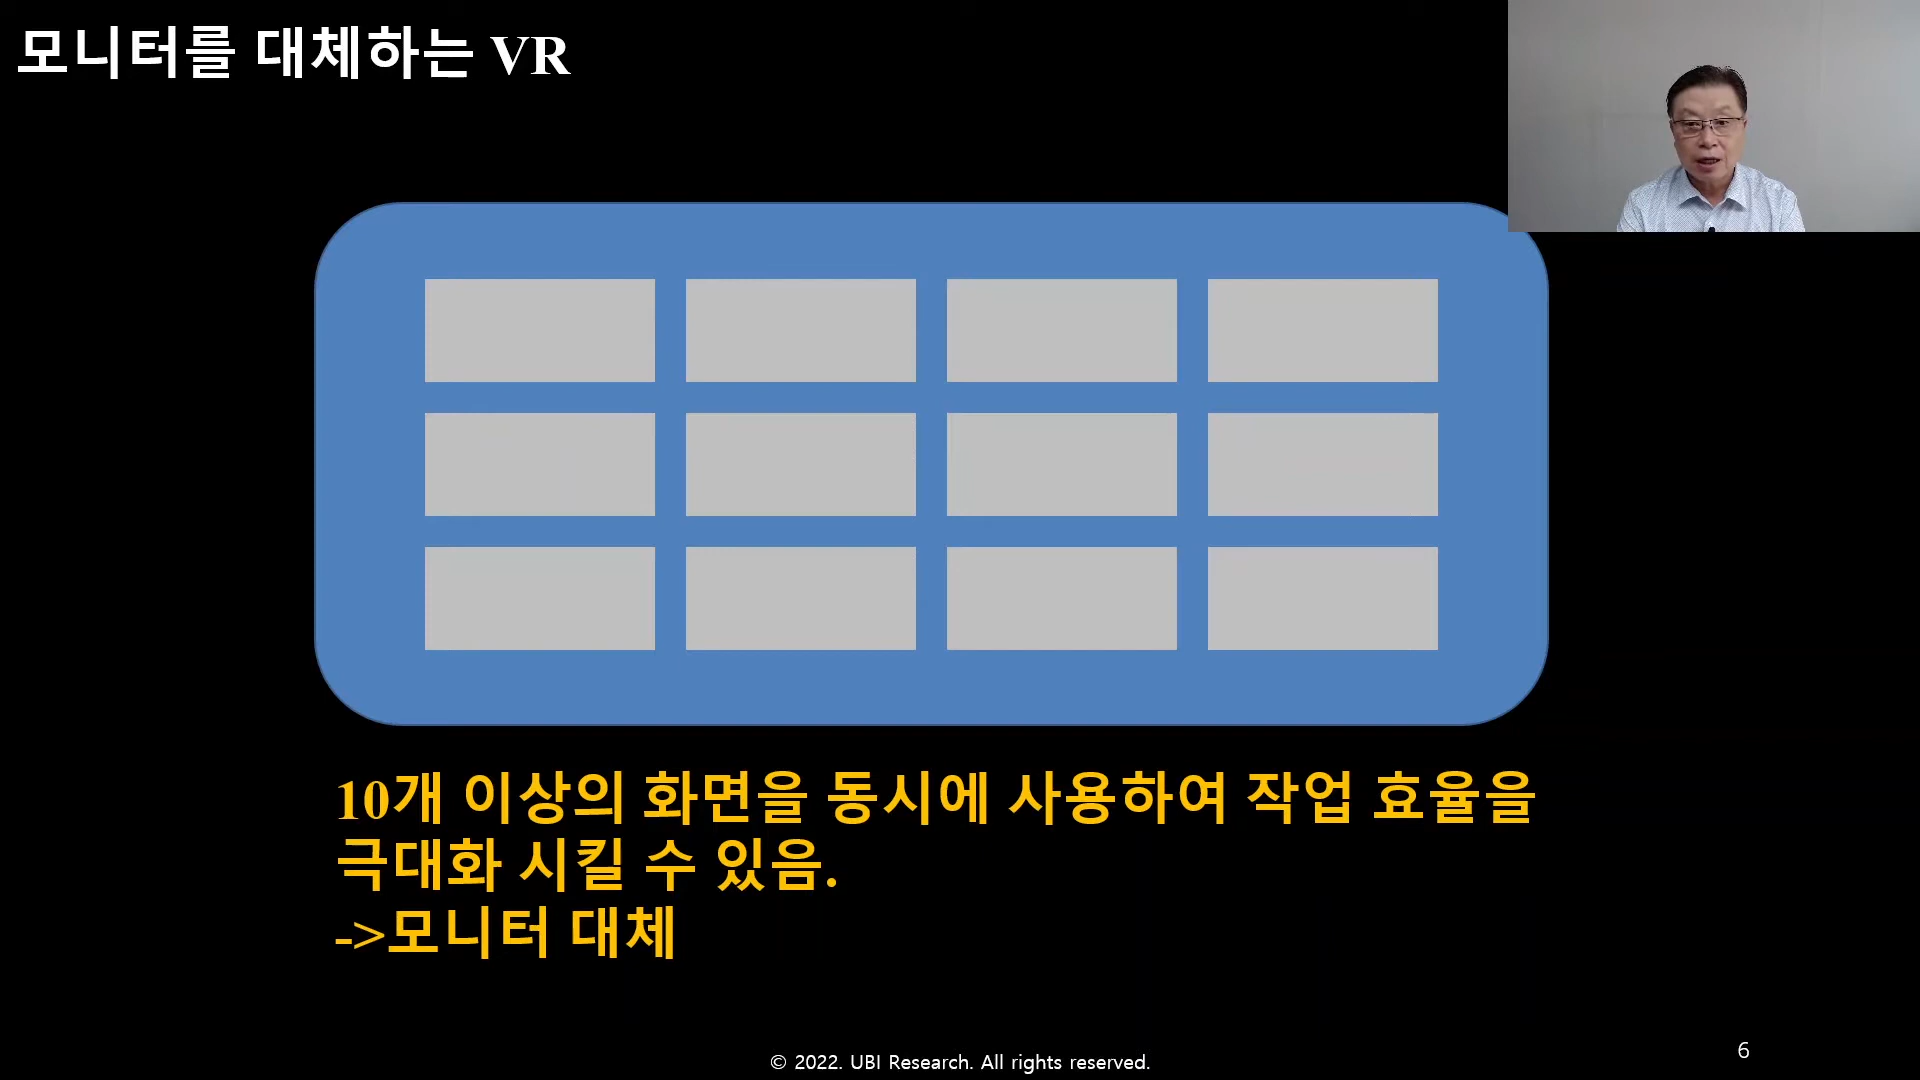 모니터를 대체하는 VR
10개 이상의 화면을 동시에 사용하여 작업 효율을
극대화 시킬 수 있음.
->모니터 대체
© 2022. UBI Research. All rights reserved.
6